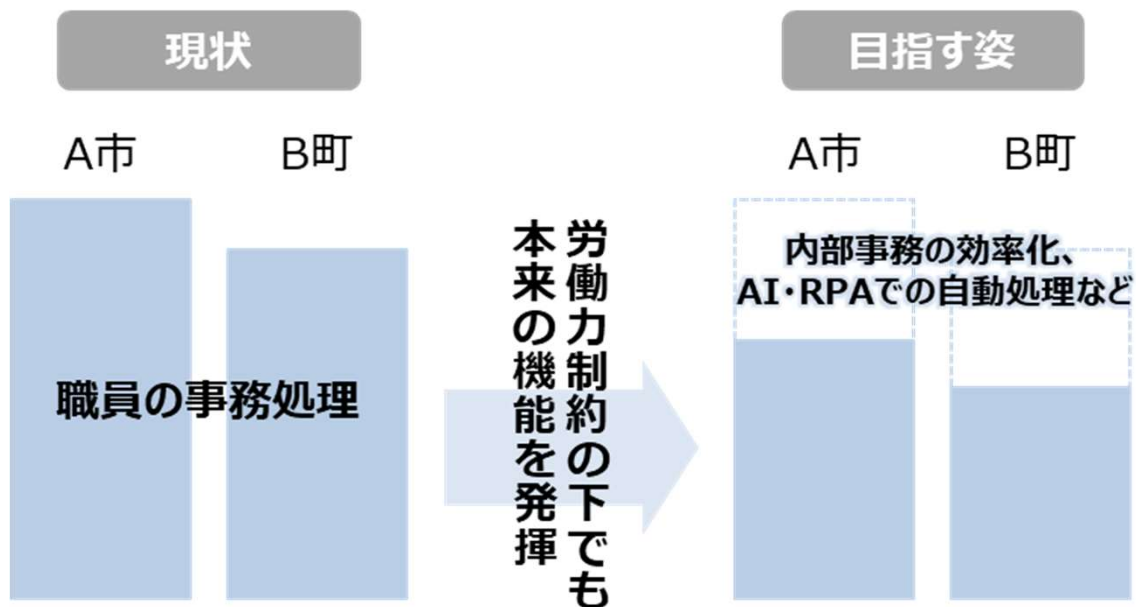 現状
目指す姿
A市
B町
A市
B町
職員の事務処理
労働力制約の下でも
本来の機能を発揮
内部事務の効率化、
AI・RPAでの自動処理など